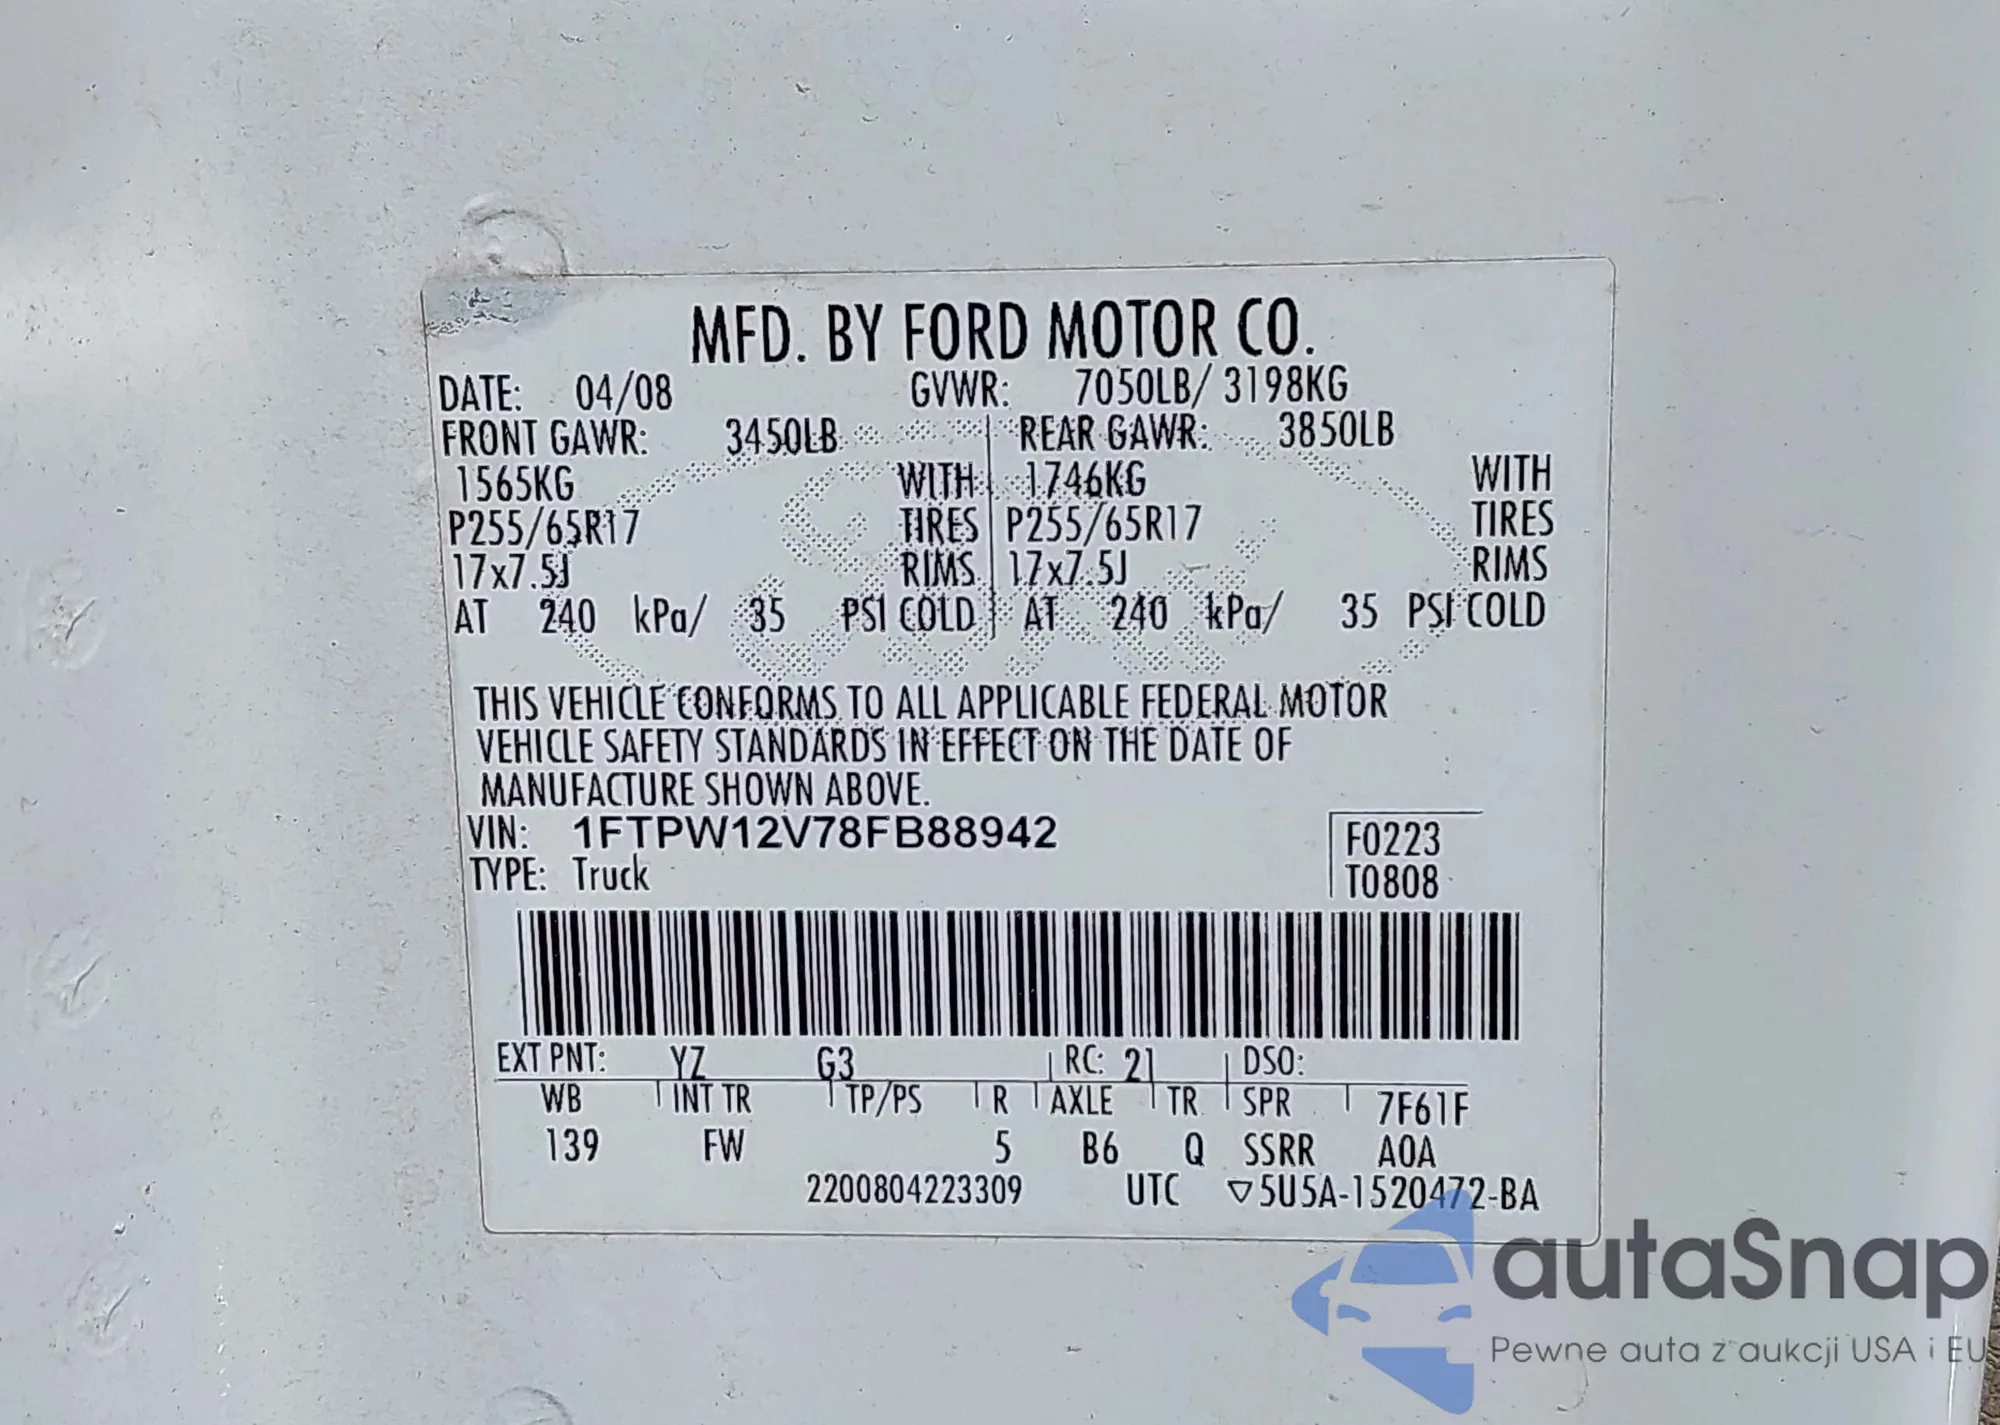 MFD. BY FORD MOTOR CO.
DATE: 04/08 GVWR: 7050LB/ 3198KG
FRONT GAWR: 3450LB REAR GAWR: 3850LB
1565KG WITH 1746KG WITH
P255/65R17 TIRES P255/65R17 TIRES
17x7.5J RIMS 17x7.5J RIMS
AT 240 kPa/ 35 PSI COLD AT 240 kPa/ 35 PSI COLD
THIS VEHICLE CONFORMS TO ALL APPLICABLE FEDERAL MOTOR
VEHICLE SAFETY STANDARDS IN EFFECT ON THE DATE OF
MANUFACTURE SHOWN ABOVE.
VIN: 1FTPW12V78FB88942 F0223
TYPE: Truck T0808
EXT PNT: YZ G3 RC: 21 DSO:
WB INT TR TP/PS R AXLE TR SPR 7F61F
139 FW 5 B6 Q SSRR A0A
2200804223309 UTC ▽5U5A-1520472-BA
autaSnap
Pewne auta z aukcji USA i EU